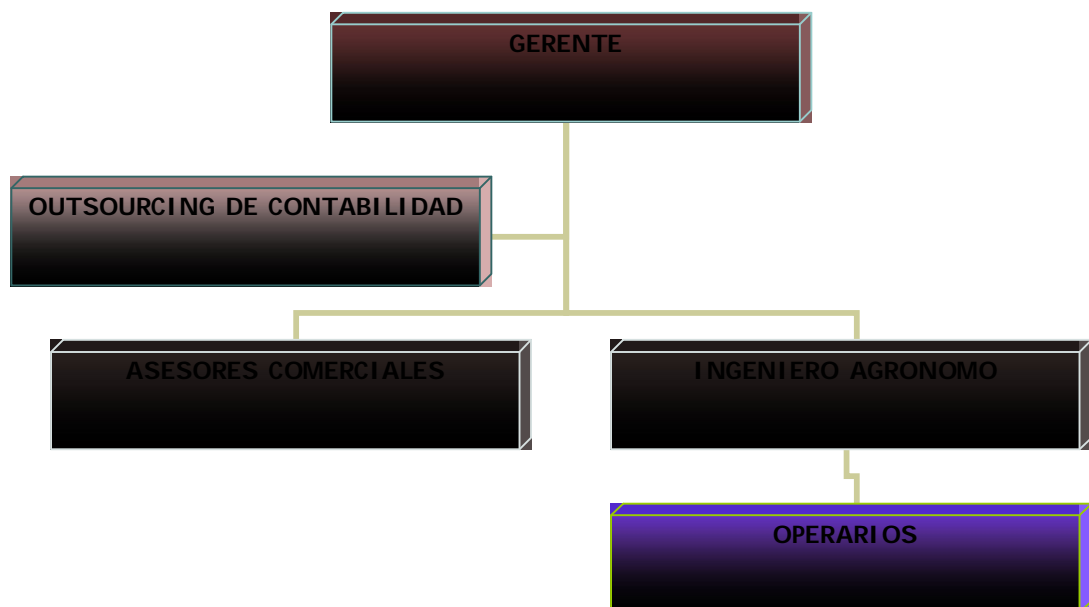 GERENTE
OUTSOURCING DE CONTABILIDAD
ASESORES COMERCIALES
INGENIERO AGRONOMO
OPERARIOS